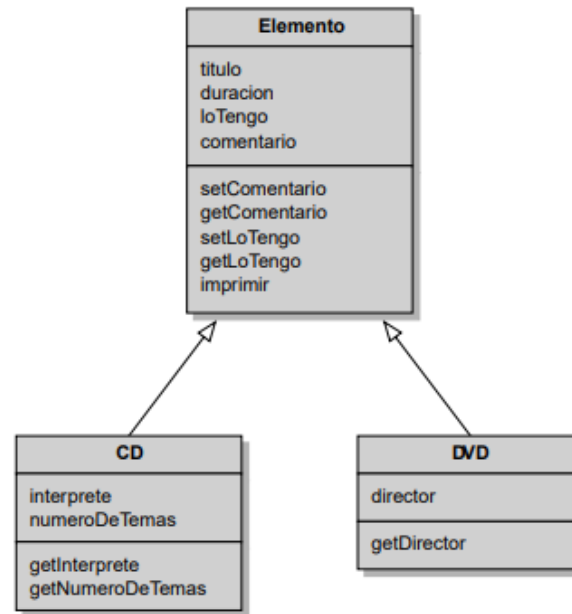 Elemento
titulo
duracion
loTengo
comentario
setComentario
getComentario
setLoTengo
getLoTengo
imprimir
CD
interprete
numeroDeTemas
getInterprete
getNumeroDeTemas
DVD
director
getDirector